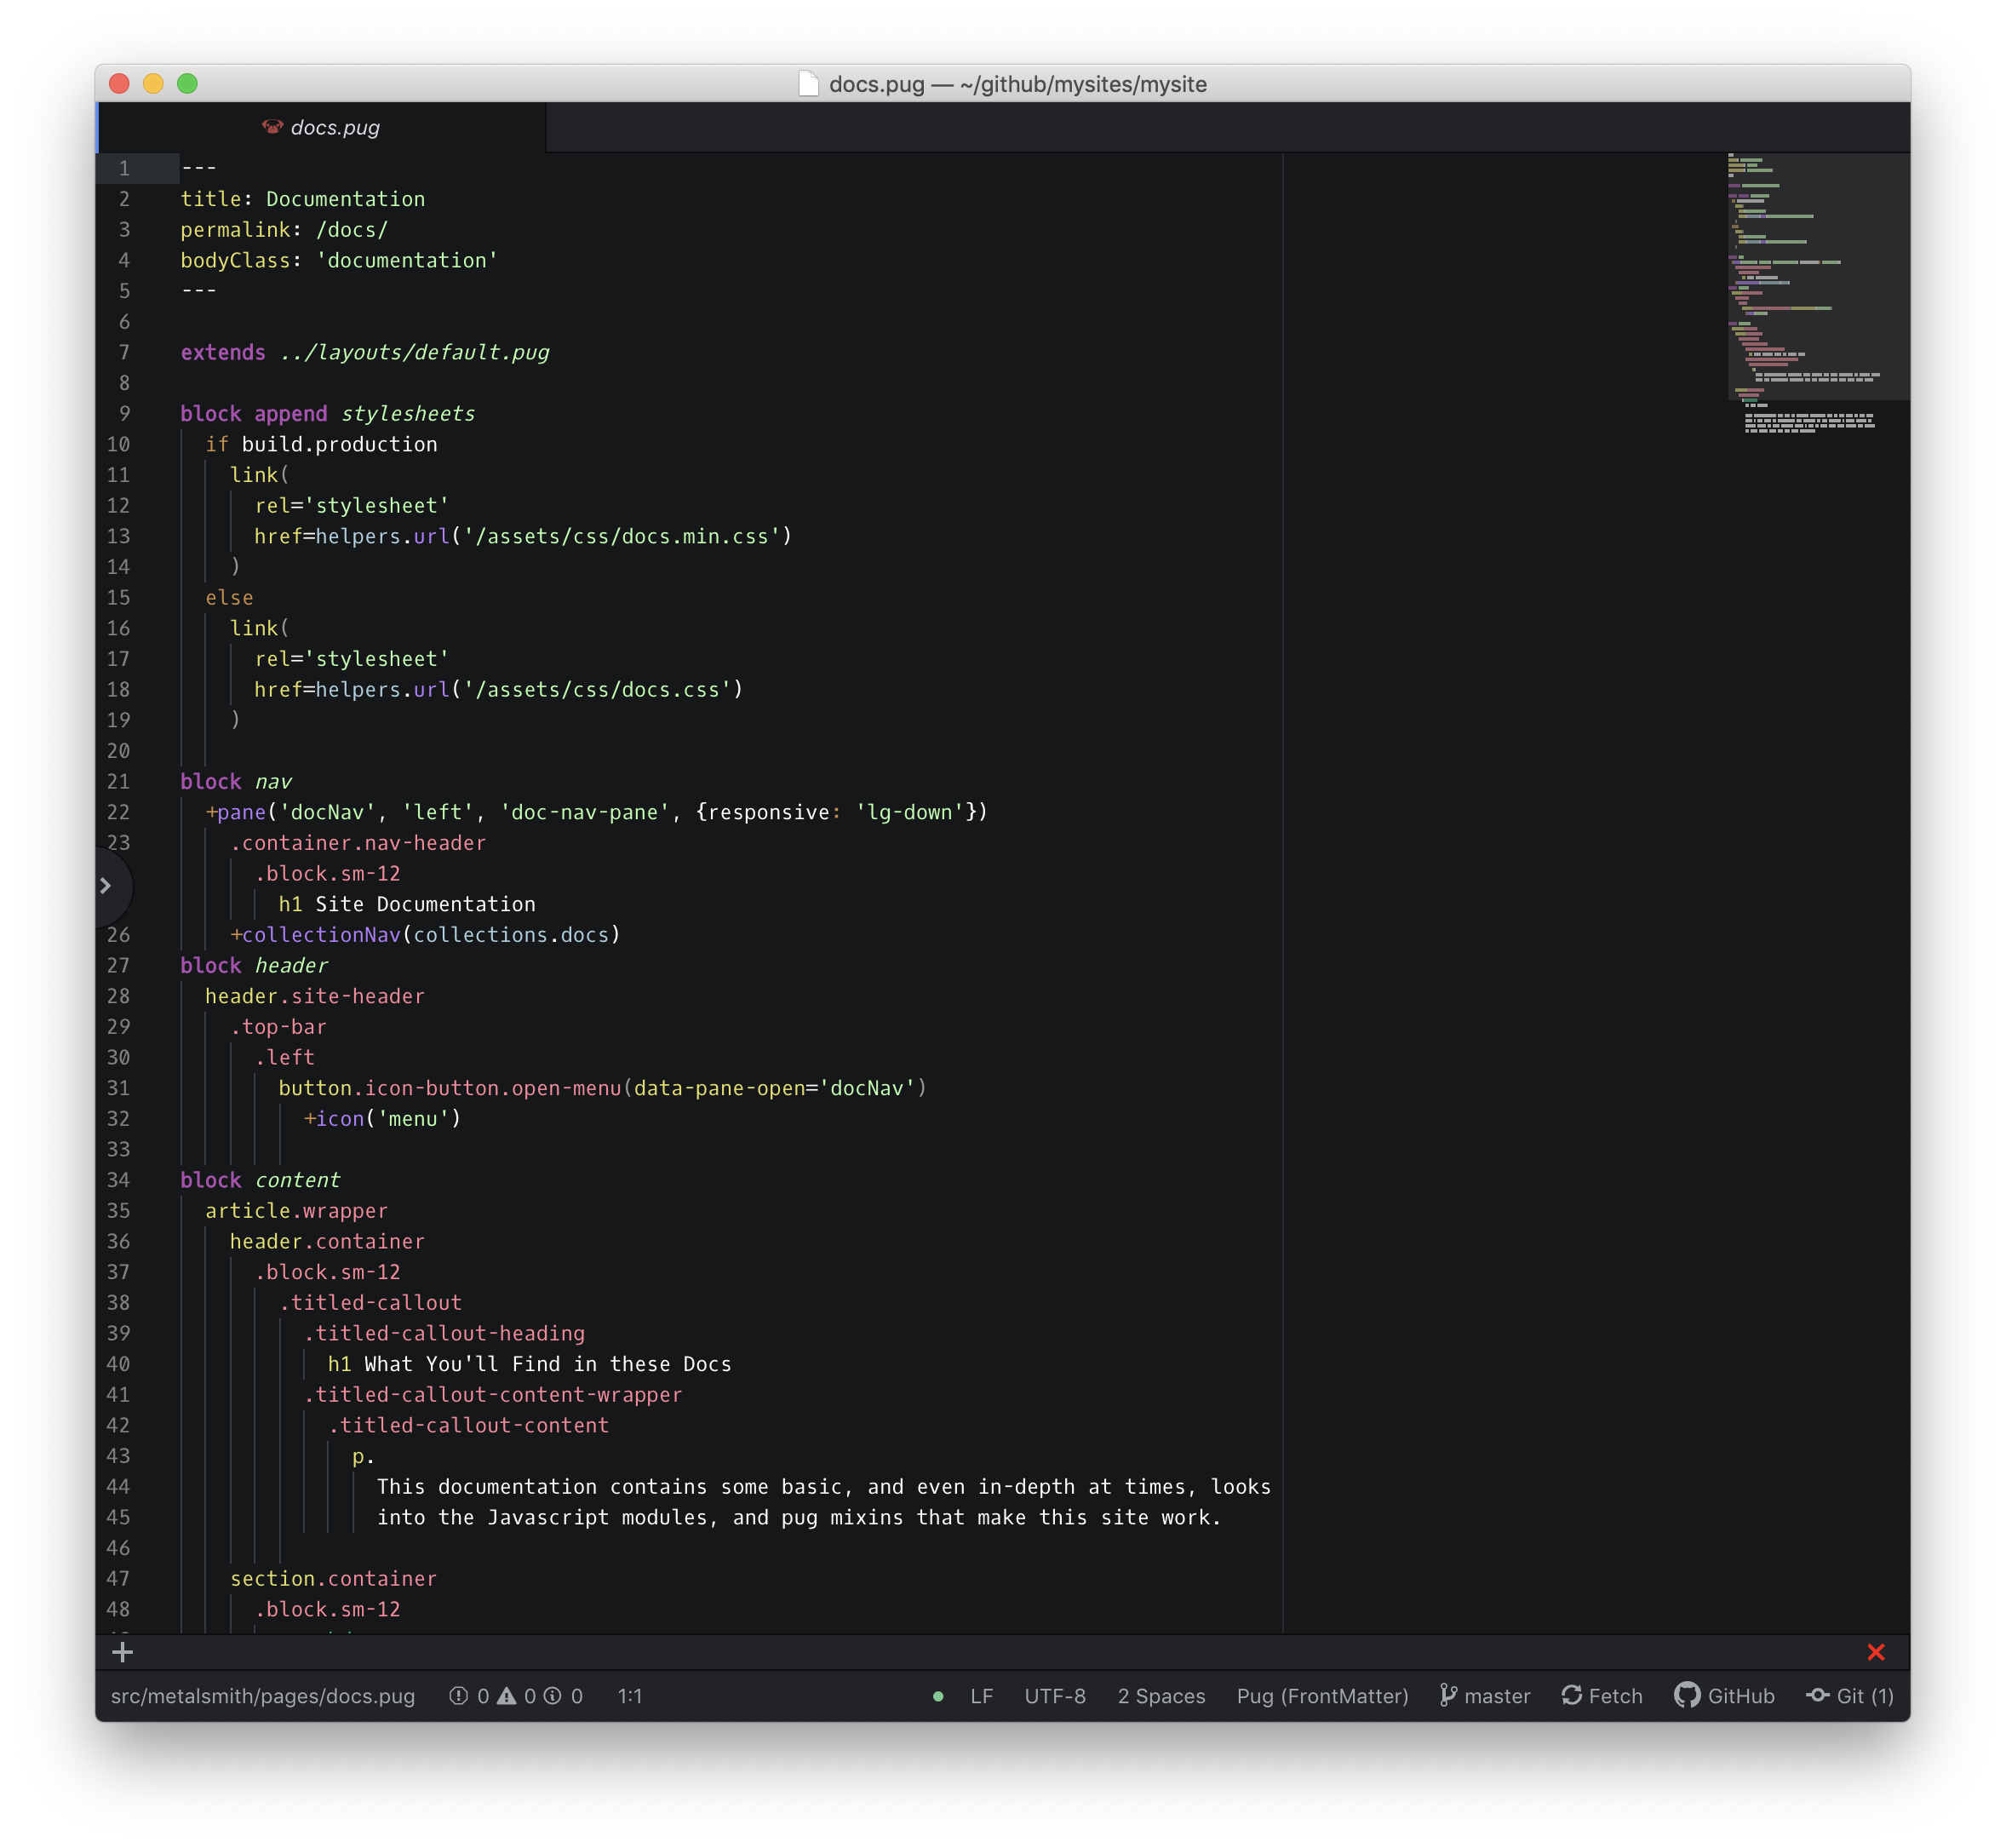 docs.pug — ~/github/mysites/mysite
docs.pug
1 ---
2 title: Documentation
3 permalink: /docs/
4 bodyClass: 'documentation'
5 ---
6
7 extends ../layouts/default.pug
8
9 block append stylesheets
10 if build.production
11 link(
12 rel='stylesheet'
13 href=helpers.url('/assets/css/docs.min.css')
14 )
15 else
16 link(
17 rel='stylesheet'
18 href=helpers.url('/assets/css/docs.css')
19 )
20
21 block nav
22 +pane('docNav', 'left', 'doc-nav-pane', {responsive: 'lg-down'})
23 .container.nav-header
.block.sm-12
h1 Site Documentation
26 +collectionNav(collections.docs)
27 block header
28 header.site-header
29 .top-bar
30 .left
31 button.icon-button.open-menu(data-pane-open='docNav')
32 +icon('menu')
33
34 block content
35 article.wrapper
36 header.container
37 .block.sm-12
38 .titled-callout
39 .titled-callout-heading
40 h1 What You'll Find in these Docs
41 .titled-callout-content-wrapper
42 .titled-callout-content
43 p.
44 This documentation contains some basic, and even in-depth at times, looks
45 into the Javascript modules, and pug mixins that make this site work.
46
47 section.container
48 .block.sm-12
src/metalsmith/pages/docs.pug 0 0 0 1:1 LF UTF-8 2 Spaces Pug (FrontMatter) master Fetch GitHub Git (1)